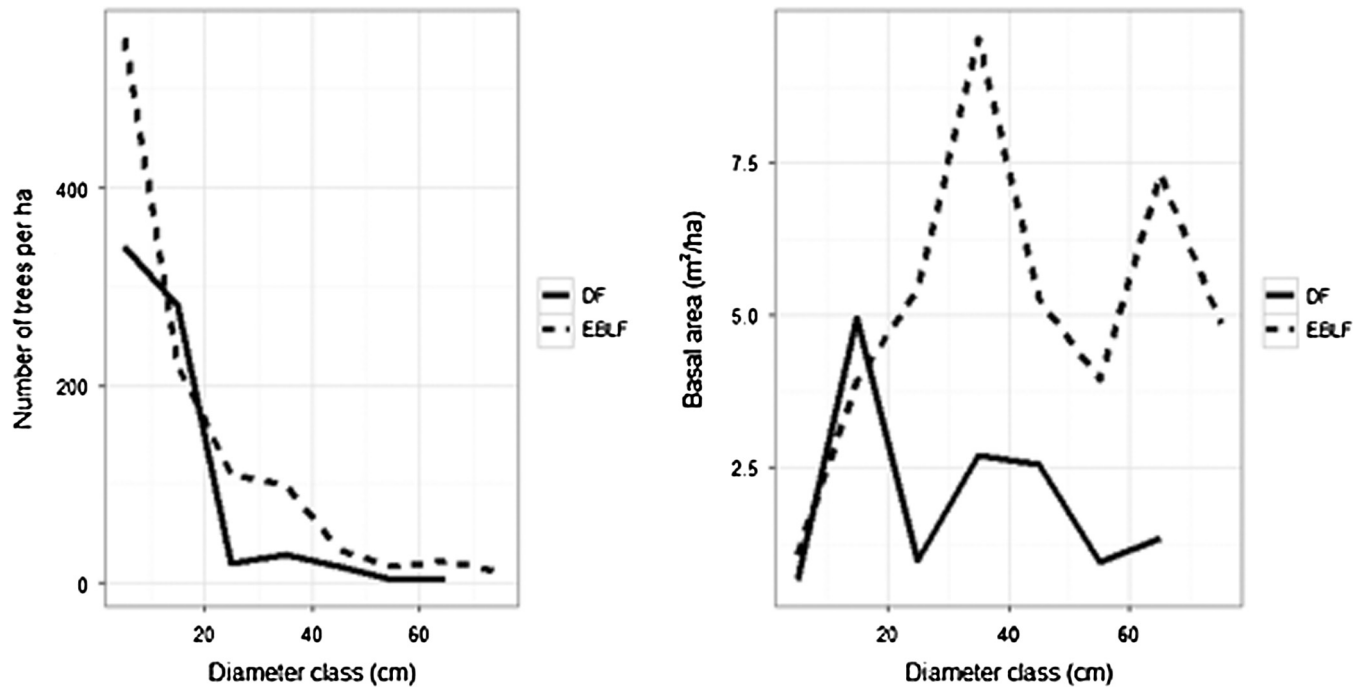 Number of trees per ha
400
200
0
20 40 60
Diameter class (cm)
DF
EBLF
Basal area (m²/ha)
7.5
5.0
2.5
20 40 60
Diameter class (cm)
DF
EBLF